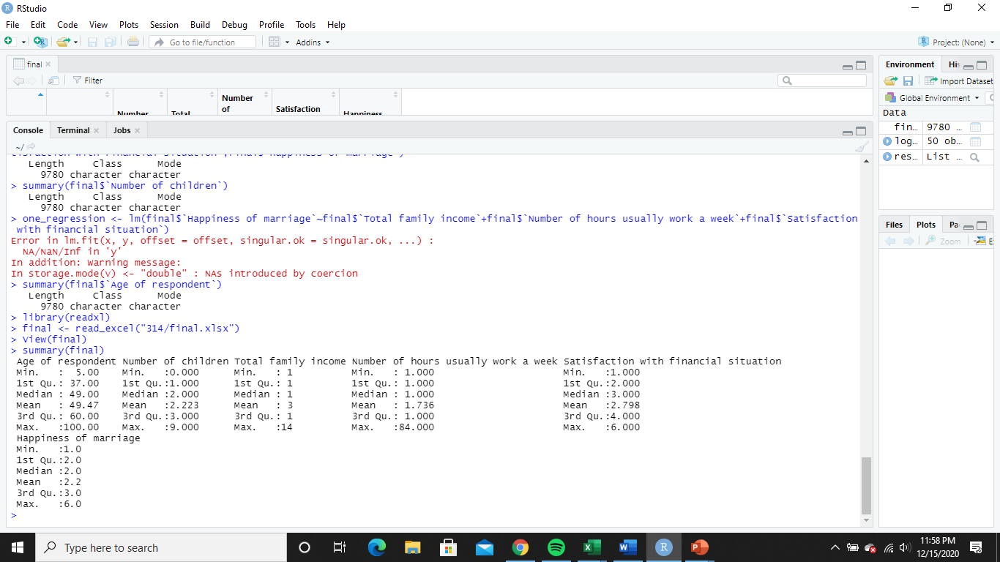 RStudio
File Edit Code View Plots Session Build Debug Profile Tools Help
Go to file/function Addins Project: (None)
final
Filter
Number Total Number of Satisfaction Happiness
Console Terminal Jobs
~/
Length Class Mode
9780 character character
> summary(final$`Number of children`)
Length Class Mode
9780 character character
> one_regression <- lm(final$`Happiness of marriage`~final$`Total family income`+final$`Number of hours usually work a week`+final$`Satisfaction
with financial situation`)
Error in lm.fit(x, y, offset = offset, singular.ok = singular.ok, ...) :
NA/NaN/Inf in 'y'
In addition: Warning message:
In storage.mode(v) <- "double" : NAs introduced by coercion
> summary(final$`Age of respondent`)
Length Class Mode
9780 character character
> library(readxl)
> final <- read_excel("314/final.xlsx")
> View(final)
> summary(final)
Age of respondent Number of children Total family income Number of hours usually work a week Satisfaction with financial situation
Min. : 5.00 Min. :0.000 Min. : 1 Min. : 1.000 Min. :1.000
1st Qu.: 37.00 1st Qu.:1.000 1st Qu.: 1 1st Qu.: 1.000 1st Qu.:2.000
Median : 49.00 Median :2.000 Median : 1 Median : 1.000 Median :3.000
Mean : 49.47 Mean :2.223 Mean : 3 Mean : 1.736 Mean :2.798
3rd Qu.: 60.00 3rd Qu.:3.000 3rd Qu.: 1 3rd Qu.: 1.000 3rd Qu.:4.000
Max. :100.00 Max. :9.000 Max. :14 Max. :84.000 Max. :6.000
Happiness of marriage
Min. :1.0
1st Qu.:2.0
Median :2.0
Mean :2.2
3rd Qu.:3.0
Max. :6.0
>
Environment His
Import Dataset
Global Environment
Data
fin... 9780 ...
log... 50 ob...
res... List ...
Files Plots Pa
Zoom E
Type here to search
11:58 PM
12/15/2020